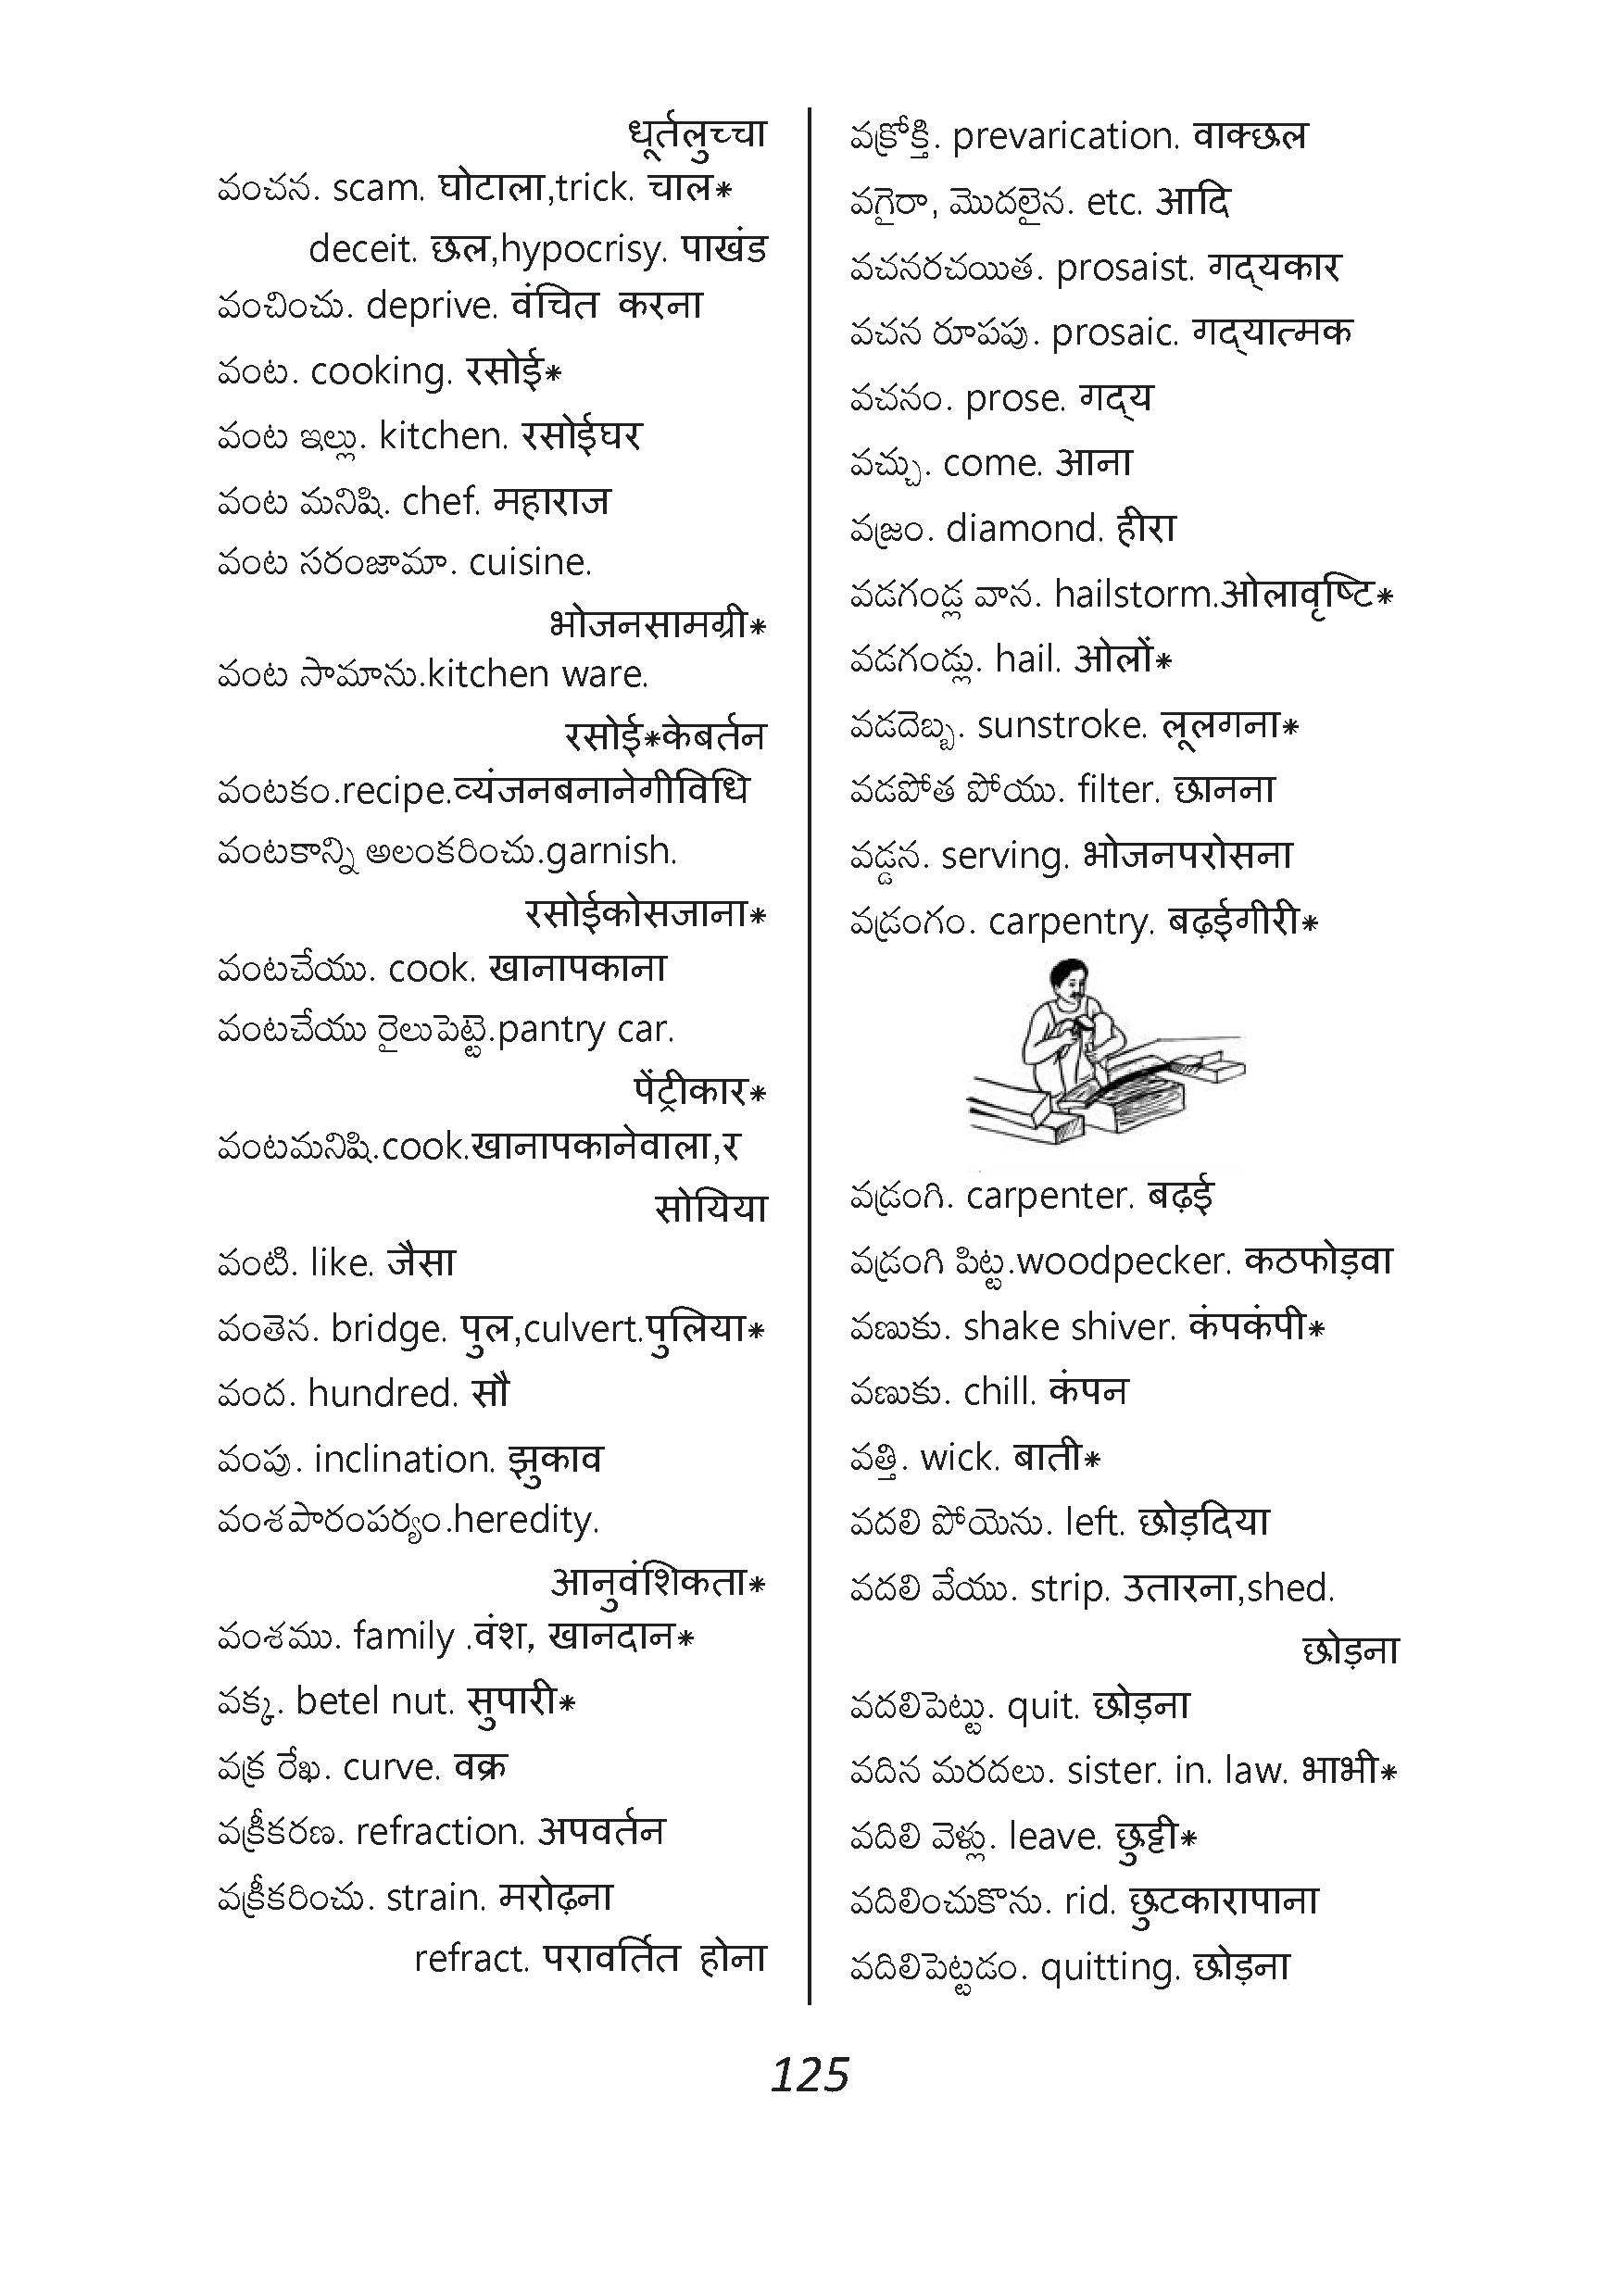 धूर्तलुच्चा
వంచన. scam. घोटाला,trick. चाल*
deceit. छल,hypocrisy. पाखंड
వంచించు. deprive. वंचित करना
వంట. cooking. रसोई*
వంట ఇల్లు. kitchen. रसोईघर
వంట మనిషి. chef. महाराज
వంట సరంజామా. cuisine.
भोजनसामग्री*
వంట సామాను.kitchen ware.
रसोई*केबर्तन
వంటకం.recipe.व्यंजनबनानेगीविधि
వంటకాన్ని అలంకరించు.garnish.
रसोईकोसजाना*
వంటచేయు. cook. खानापकाना
వంటచేయు రైలుపెట్టె.pantry car.
पेंट्रीकार*
వంటమనిషి.cook.खानापकानेवाला,र
सोयिया
వంటి. like. जैसा
వంతెన. bridge. पुल,culvert.पुलिया*
వంద. hundred. सौ
వంపు. inclination. झुकाव
వంశపారంపర్యం.heredity.
आनुवंशिकता*
వంశము. family .वंश, खानदान*
వక్క. betel nut. सुपारी*
వక్ర రేఖ. curve. वक्र
వక్రీకరణ. refraction. अपवर्तन
వక్రీకరించు. strain. मरोढ़ना
refract. परावर्तित होना
వక్రోక్తి. prevarication. वाक्छल
వగైరా, మొదలైన. etc. आदि
వచనరచయిత. prosaist. गद्‌यकार
వచన రూపపు. prosaic. गद्‌यात्मक
వచనం. prose. गद्‌य
వచ్చు. come. आना
వజ్రం. diamond. हीरा
వడగండ్ల వాన. hailstorm.ओलावृष्टि*
వడగండ్లు. hail. ओलों*
వడదెబ్బ. sunstroke. लूलगना*
వడపోత పోయు. filter. छानना
వడ్డన. serving. भोजनपरोसना
వడ్రంగం. carpentry. बढ़ईगीरी*
వడ్రంగి. carpenter. बढ़ई
వడ్రంగి పిట్ట.woodpecker. कठफोड़वा
వణుకు. shake shiver. कंपकंपी*
వణుకు. chill. कंपन
వత్తి. wick. बाती*
వదలి పోయెను. left. छोड़दिया
వదలి వేయు. strip. उतारना,shed.
छोड़ना
వదలిపెట్టు. quit. छोड़ना
వదిన మరదలు. sister. in. law. भाभी*
వదిలి వెళ్లు. leave. छुट्टी*
వదిలించుకొను. rid. छुटकारापाना
వదిలిపెట్టడం. quitting. छोड़ना
125